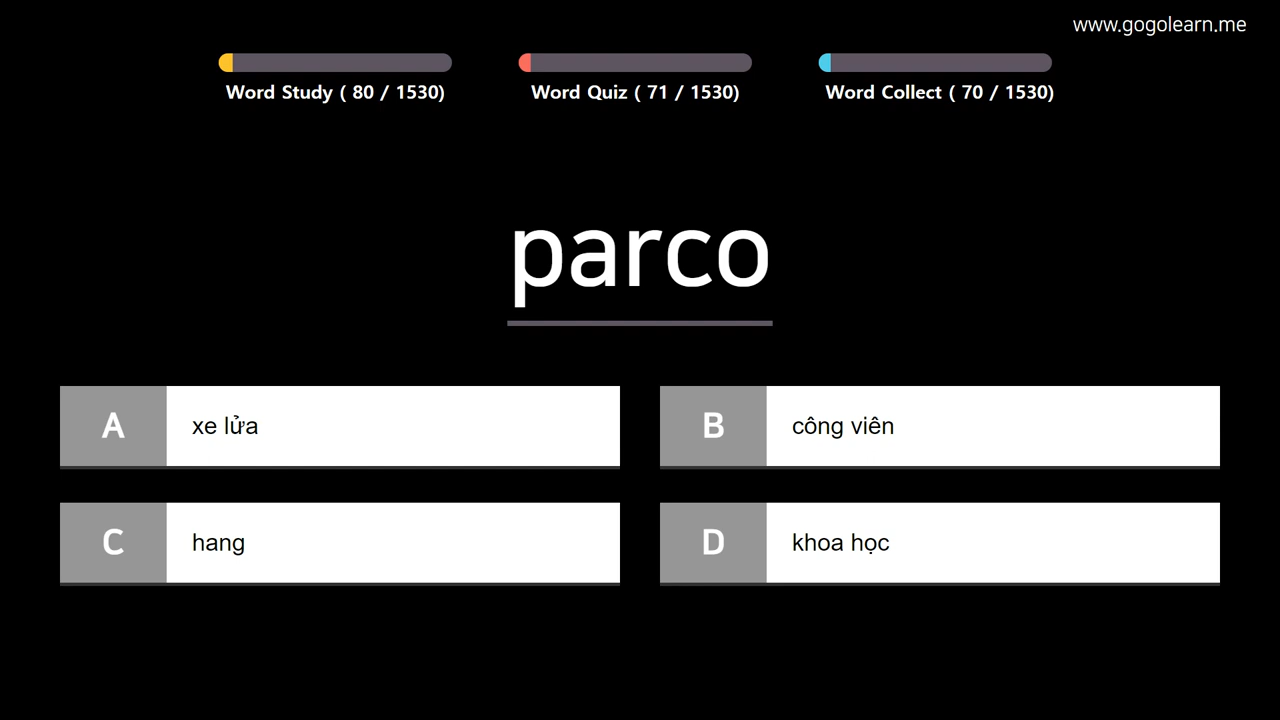 www.gogolearn.me
Word Study ( 80 / 1530)
Word Quiz ( 71 / 1530)
Word Collect ( 70 / 1530)
parco
A
xe lửa
B
công viên
C
hang
D
khoa học